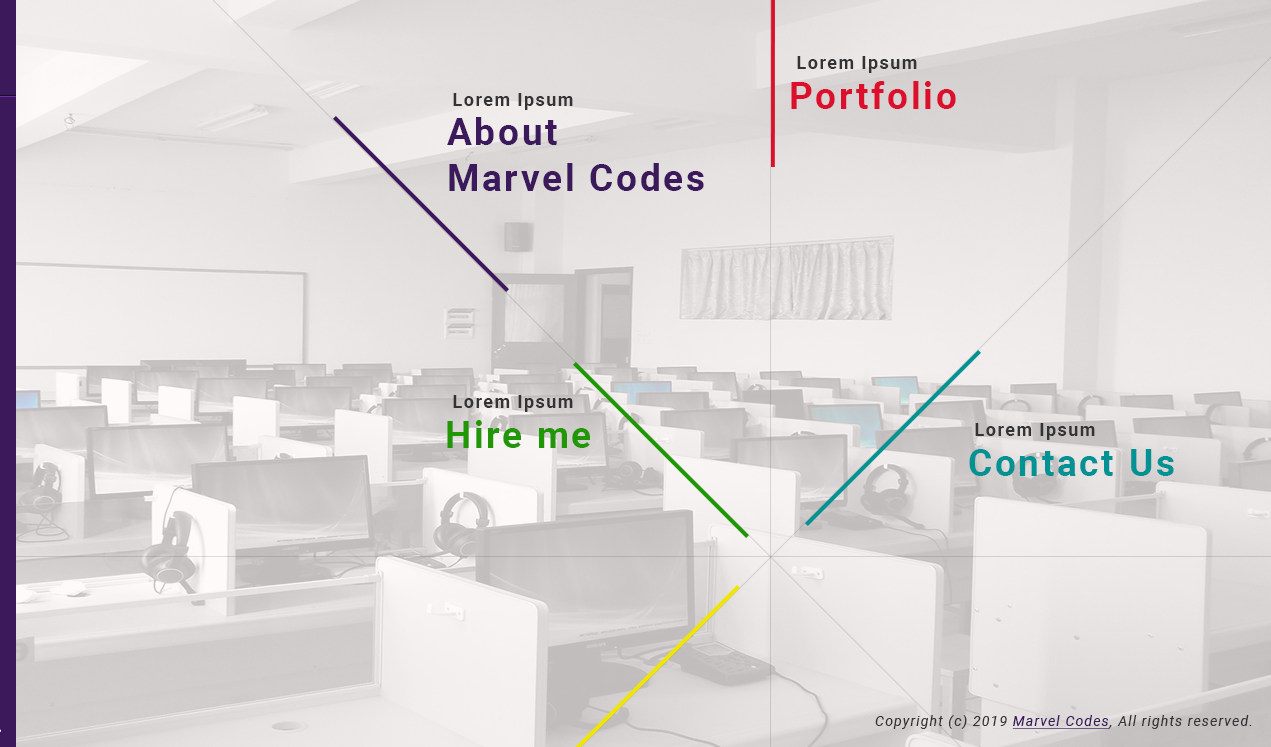 Lorem Ipsum
Portfolio
Lorem Ipsum
About
Marvel Codes
Lorem Ipsum
Hire me
Lorem Ipsum
Contact Us
Copyright (c) 2019 Marvel Codes, All rights reserved.